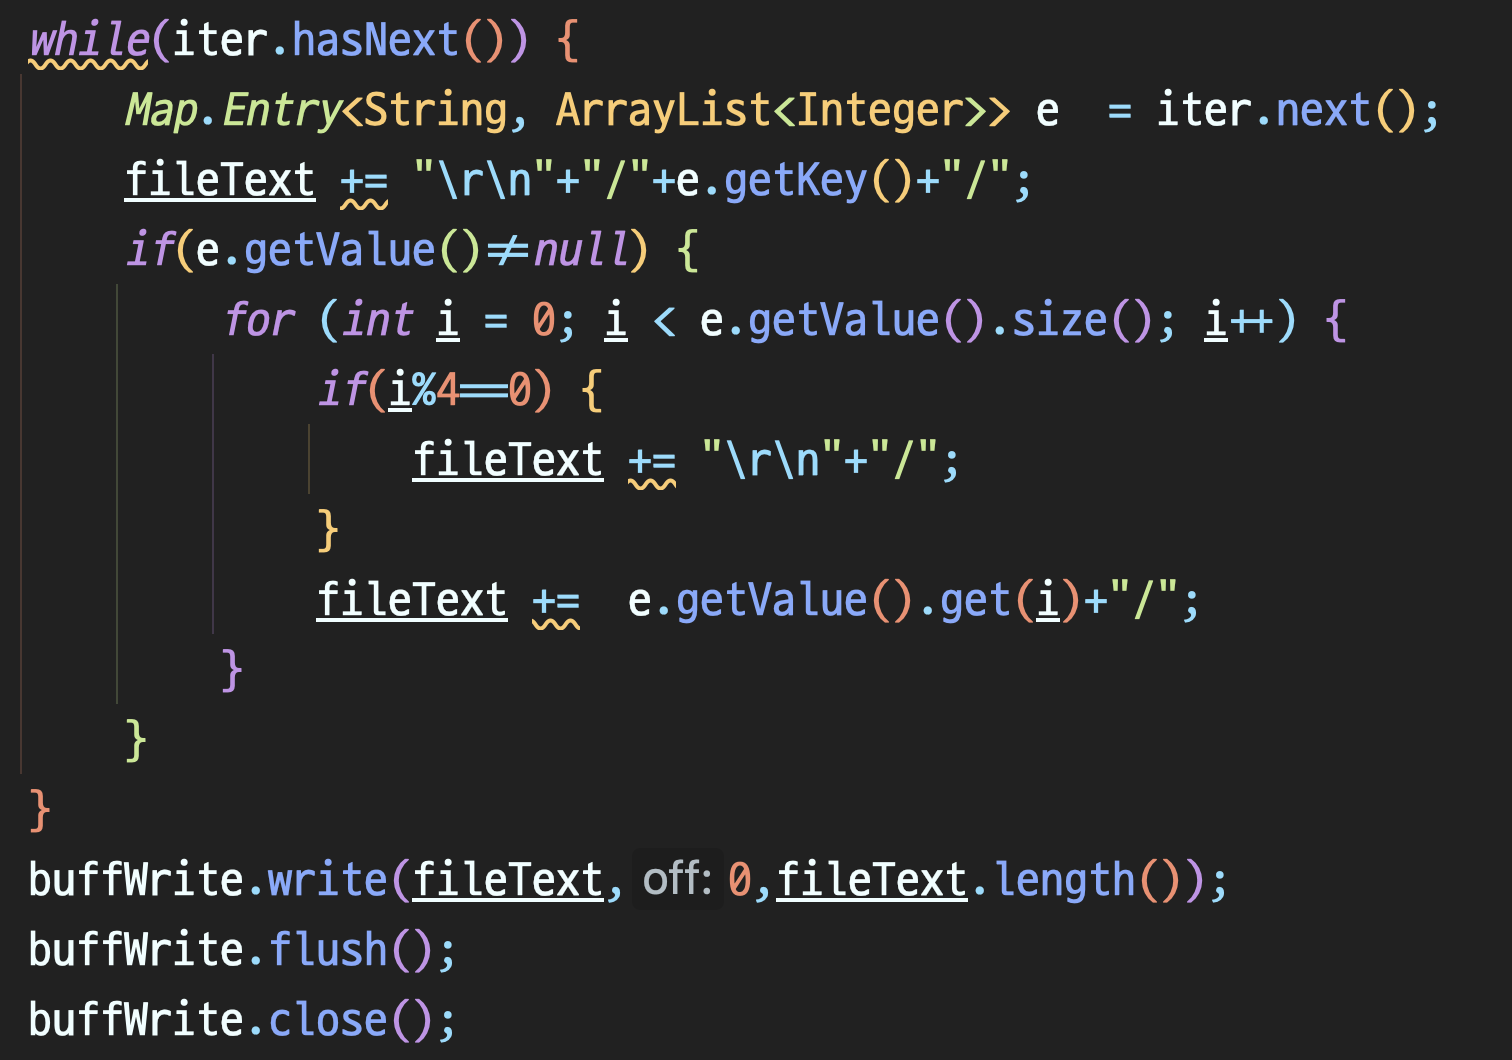 while(iter.hasNext()) {
Map.Entry<String, ArrayList<Integer>> e  = iter.next();
fileText += "\r\n"+"/"+e.getKey()+"/";
if(e.getValue()!=null) {
for (int i = 0; i < e.getValue().size(); i++) {
if(i%4==0) {
fileText += "\r\n"+"/";
}
fileText +=  e.getValue().get(i)+"/";
}
}
}
buffWrite.write(fileText, off: 0,fileText.length());
buffWrite.flush();
buffWrite.close();